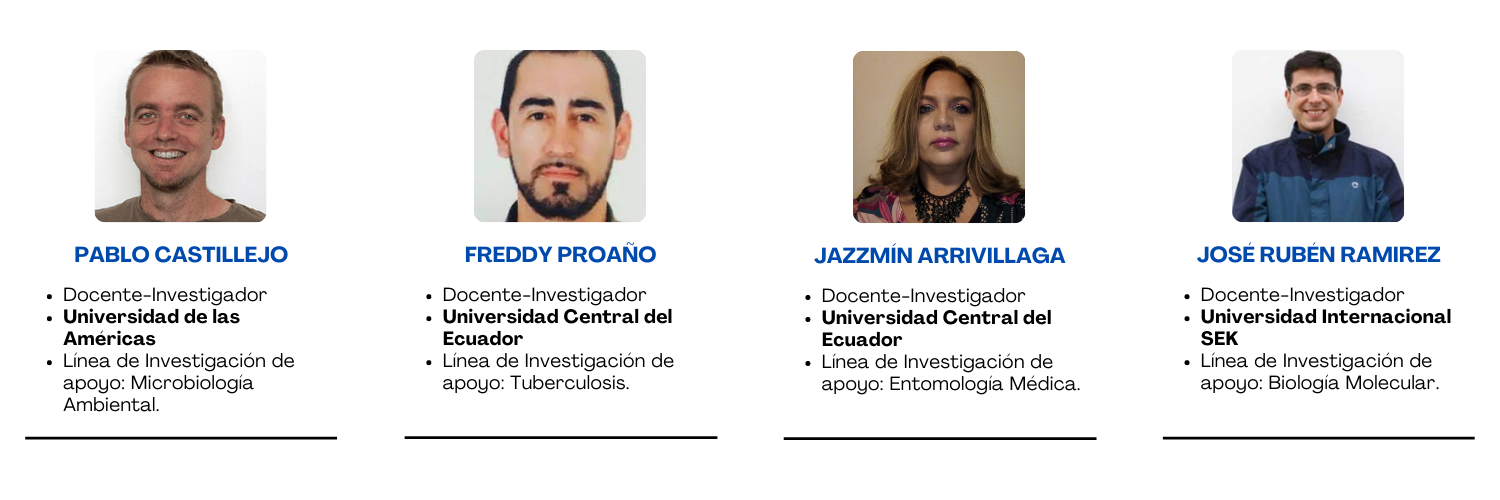 PABLO CASTILLEJO
• Docente-Investigador
• Universidad de las
Américas
• Línea de Investigación de
apoyo: Microbiología
Ambiental.
FREDDY PROAÑO
• Docente-Investigador
• Universidad Central del
Ecuador
• Línea de Investigación de
apoyo: Tuberculosis.
JAZZMÍN ARRIVILLAGA
• Docente-Investigador
• Universidad Central del
Ecuador
• Línea de Investigación de
apoyo: Entomología Médica.
JOSÉ RUBÉN RAMIREZ
• Docente-Investigador
• Universidad Internacional
SEK
• Línea de Investigación de
apoyo: Biología Molecular.